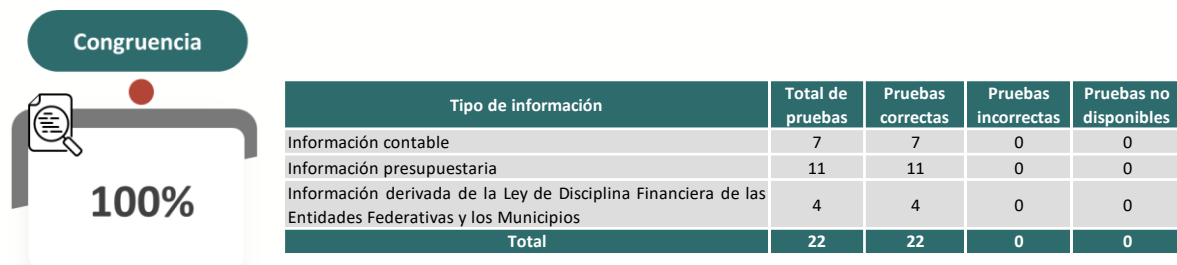 Congruencia
100%
Tipo de información Total de pruebas Pruebas correctas Pruebas incorrectas Pruebas no disponibles
Información contable 7 7 0 0
Información presupuestaria 11 11 0 0
Información derivada de la Ley de Disciplina Financiera de las
Entidades Federativas y los Municipios 4 4 0 0
Total 22 22 0 0